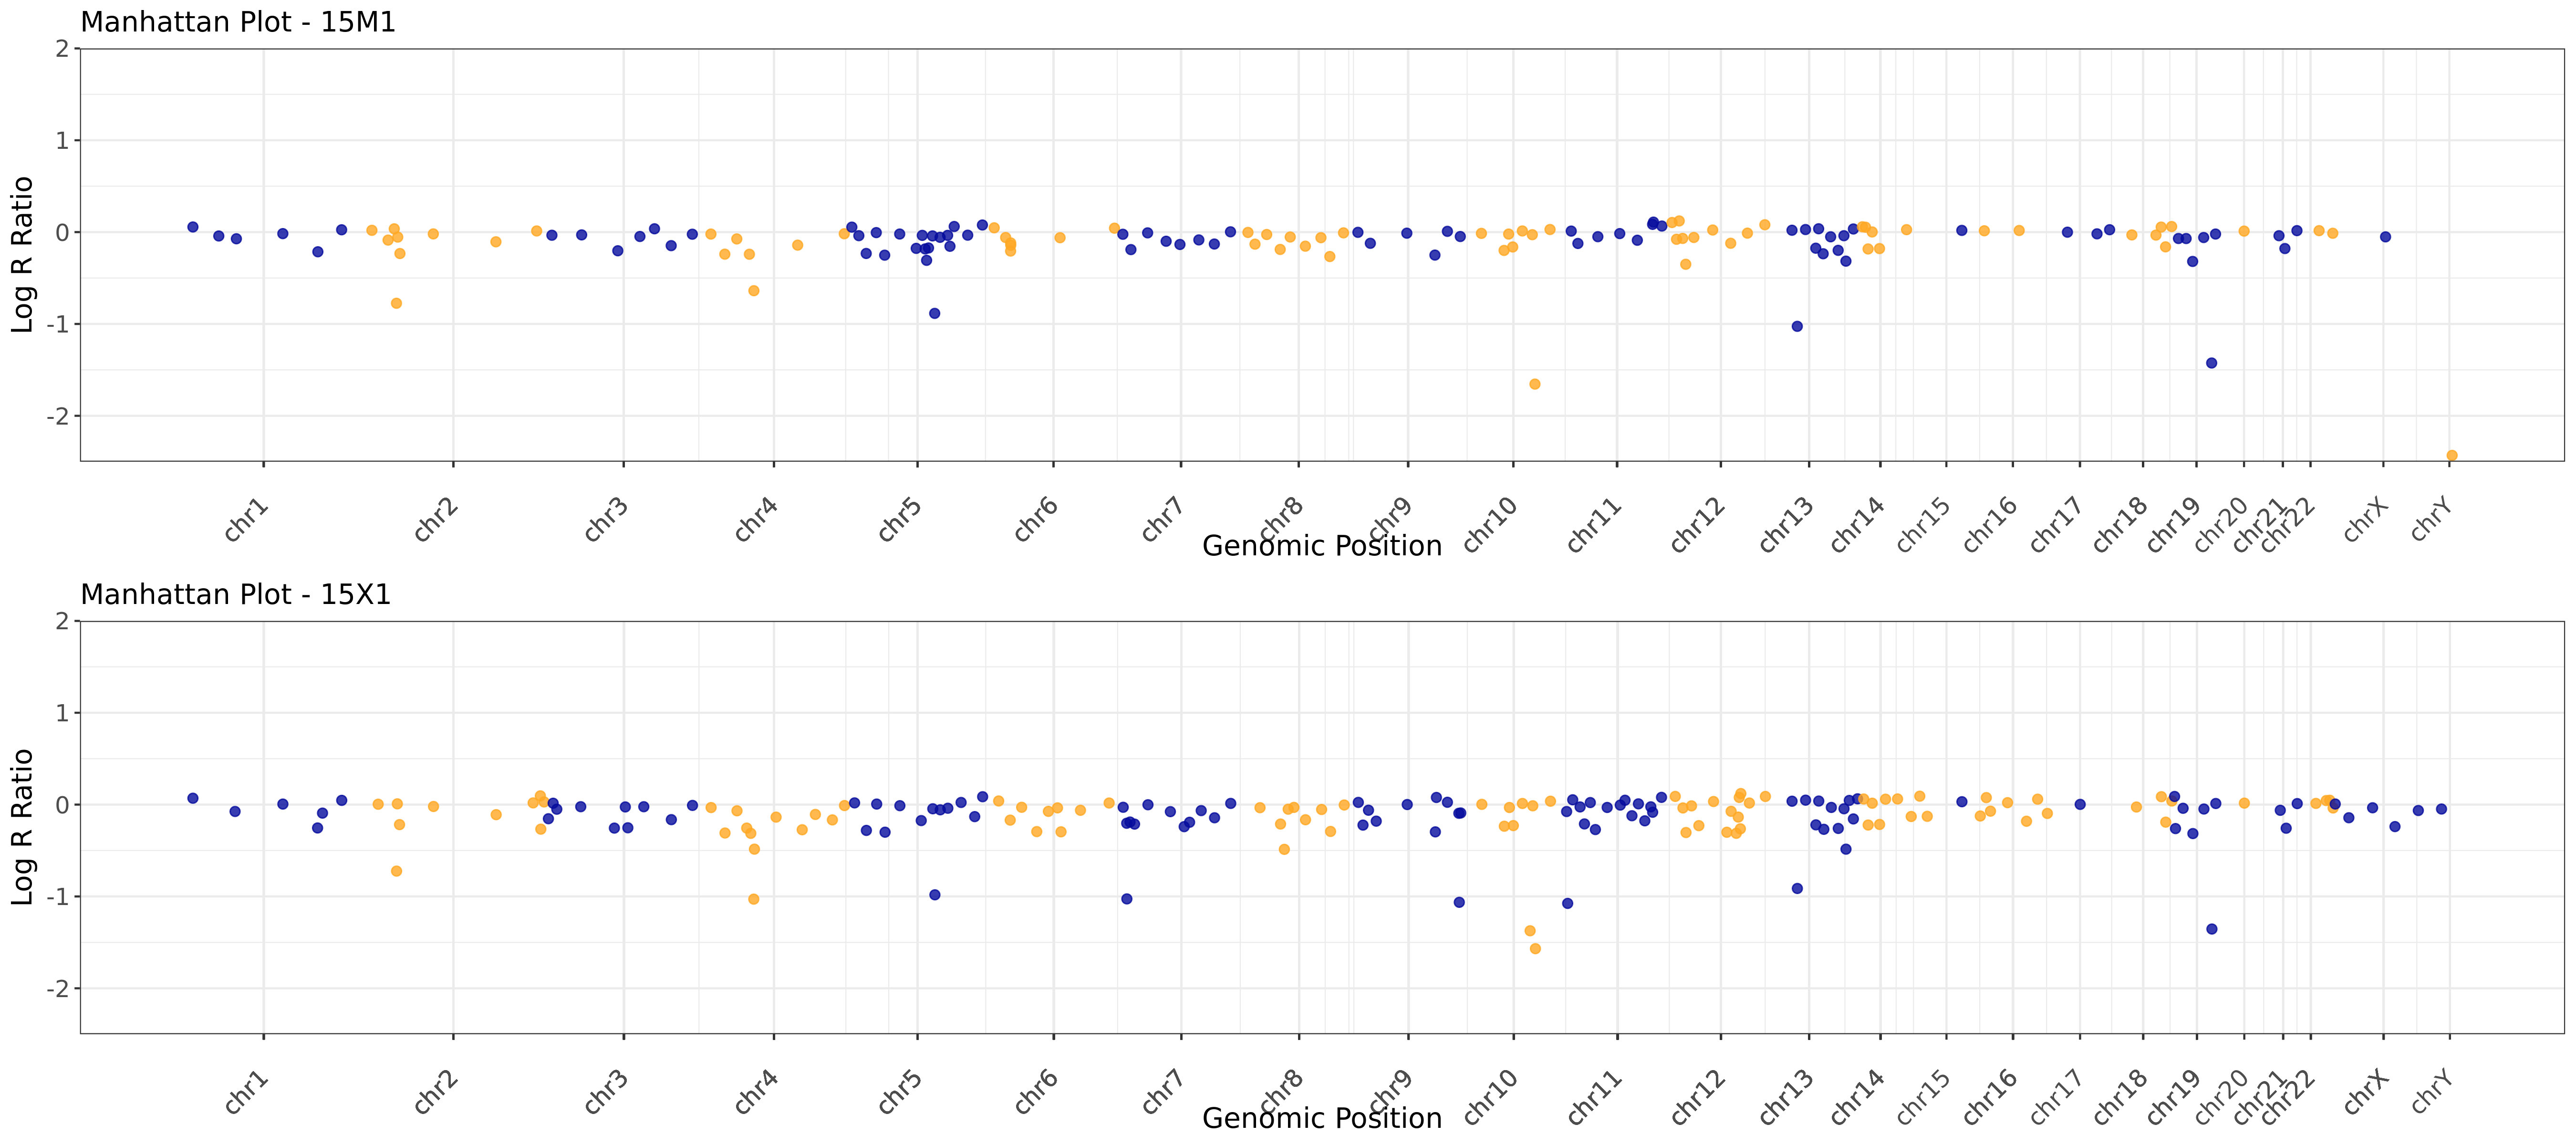 Manhattan Plot - 15M1
2
1
0
-1
-2
Log R Ratio
chr1 chr2 chr3 chr4 chr5 chr6 chr7 chr8 chr9 chr10 chr11 chr12 chr13 chr14 chr15 chr16 chr17 chr18 chr19 chr20 chr21 chr22 chrX chrY
Genomic Position
Manhattan Plot - 15X1
2
1
0
-1
-2
Log R Ratio
chr1 chr2 chr3 chr4 chr5 chr6 chr7 chr8 chr9 chr10 chr11 chr12 chr13 chr14 chr15 chr16 chr17 chr18 chr19 chr20 chr21 chr22 chrX chrY
Genomic Position